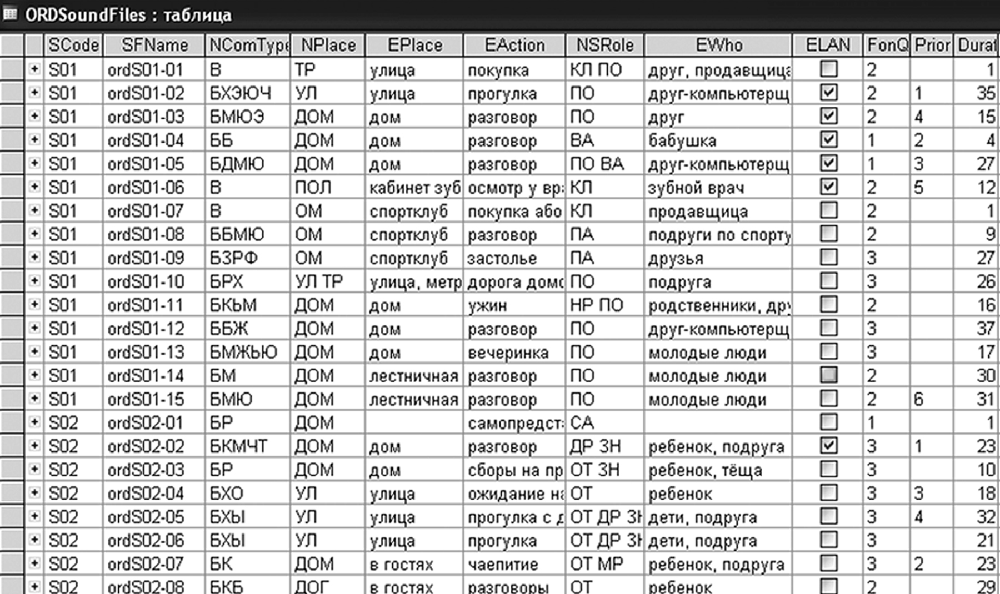 ORDSoundFiles : таблица
SCode SFName NComType NPlace EPlace EAction NSRole EWho ELAN FonQ Prior Durat
S01 ordS01-01 В ТР улица покупка КЛ ПО друг, продавщица 2 1
S01 ordS01-02 БХЭЮЧ УЛ улица прогулка ПО друг-компьютерщ 2 1 35
S01 ordS01-03 БМЮЭ ДОМ дом разговор ПО друг 2 4 15
S01 ordS01-04 ББ ДОМ дом разговор ВА бабушка 1 2 4
S01 ordS01-05 БДМЮ ДОМ дом разговор ПО ВА друг-компьютерщ 1 3 27
S01 ordS01-06 В ПОЛ кабинет зуб осмотр у вра КЛ зубной врач 2 5 12
S01 ordS01-07 В ОМ спортклуб покупка або КЛ продавщица 2 1
S01 ordS01-08 ББМЮ ОМ спортклуб разговор ПА подруги по спорту 2 9
S01 ordS01-09 БЗРФ ОМ спортклуб застолье ПА друзья 3 27
S01 ordS01-10 БРХ УЛ ТР улица, метр дорога домо ПО подруга 3 26
S01 ordS01-11 БКЬМ ДОМ дом ужин НР ПО родственники, дру 2 16
S01 ordS01-12 ББЖ ДОМ дом разговор ПО друг-компьютерщ 3 37
S01 ordS01-13 БМЖЬЮ ДОМ дом вечеринка ПО молодые люди 3 17
S01 ordS01-14 БМ ДОМ лестничная разговор ПО молодые люди 2 30
S01 ordS01-15 БМЮ ДОМ лестничная разговор ПО молодые люди 2 6 31
S02 ordS02-01 БР ДОМ самопредста СА 1 1
S02 ordS02-02 БКМЧТ ДОМ дом разговор ДР ЗН ребенок, подруга 3 1 23
S02 ordS02-03 БР ДОМ дом сборы на пр ОТ ЗН ребенок, тёща 3 10
S02 ordS02-04 БХО УЛ улица ожидание на ОТ ребенок 3 3 18
S02 ordS02-05 БХЫ УЛ улица прогулка с д ОТ ДР ЗН дети, подруга 3 4 32
S02 ordS02-06 БХЫ УЛ улица прогулка ОТ ДР ЗН дети, подруга 3 21
S02 ordS02-07 БК ДОМ в гостях чаепитие ОТ МР ребенок, подруга 3 2 23
S02 ordS02-08 БКБ ДОГ в гостях разговоры ОТ ребенок 2 29